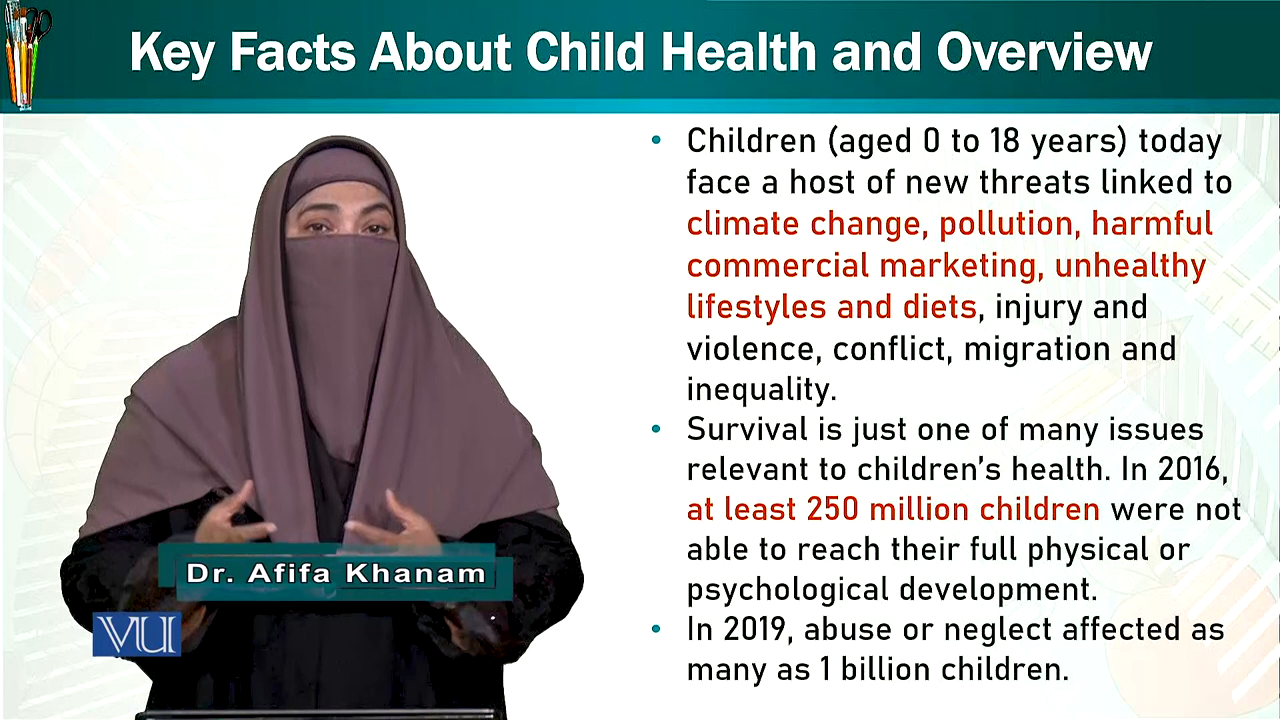 Key Facts About Child Health and Overview
• Children (aged 0 to 18 years) today
face a host of new threats linked to
climate change, pollution, harmful
commercial marketing, unhealthy
lifestyles and diets, injury and
violence, conflict, migration and
inequality.
• Survival is just one of many issues
relevant to children’s health. In 2016,
at least 250 million children were not
able to reach their full physical or
psychological development.
• In 2019, abuse or neglect affected as
many as 1 billion children.
Dr. Afifa Khanam
VU